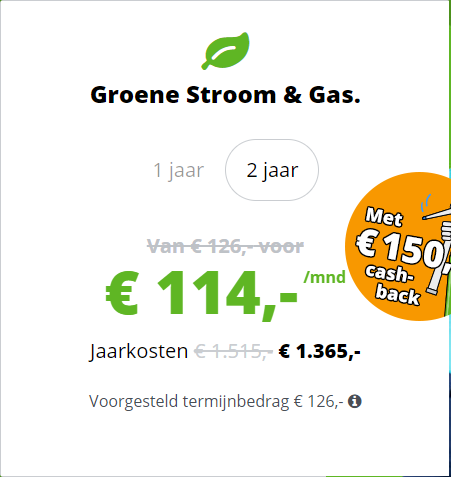 Groene Stroom & Gas.
1 jaar 2 jaar
Van € 126,- voor
€ 114,- /mnd
Met
€ 150,-
cash-
back
Jaarkosten € 1.515,- € 1.365,-
Voorgesteld termijnbedrag € 126,-